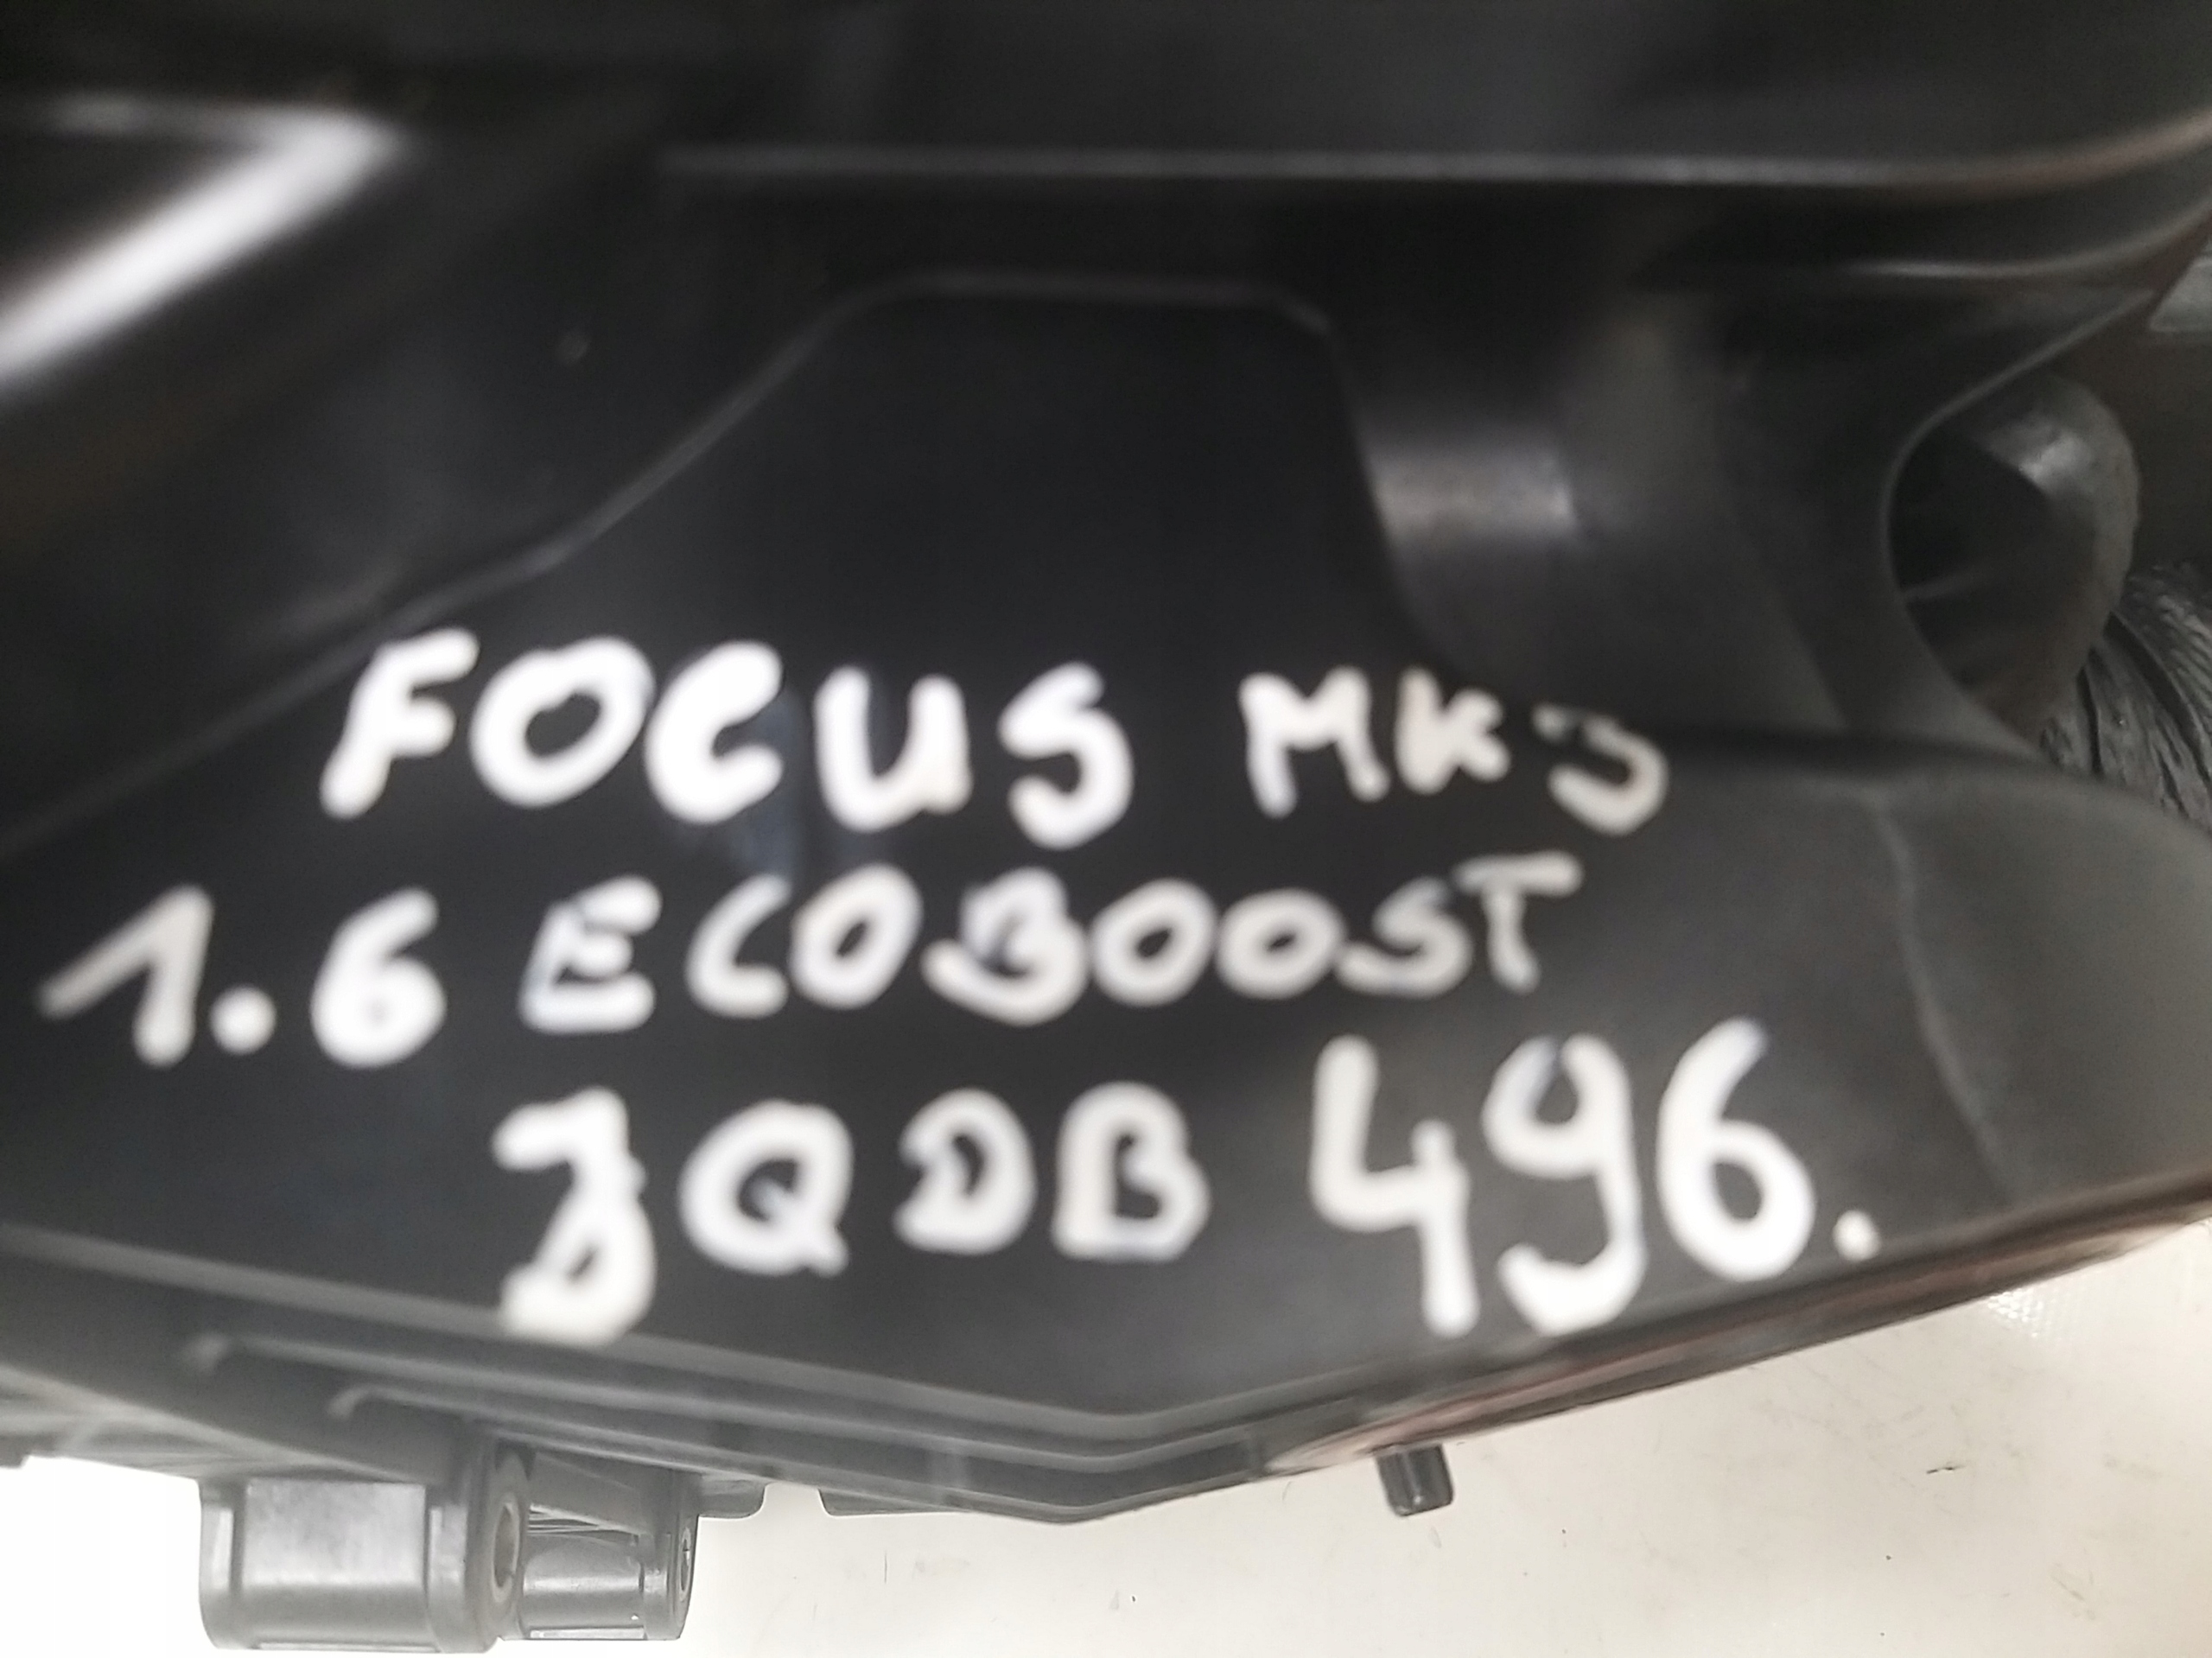 FOCUS MK3
1.6 ECOBOOST
JQDB 496.